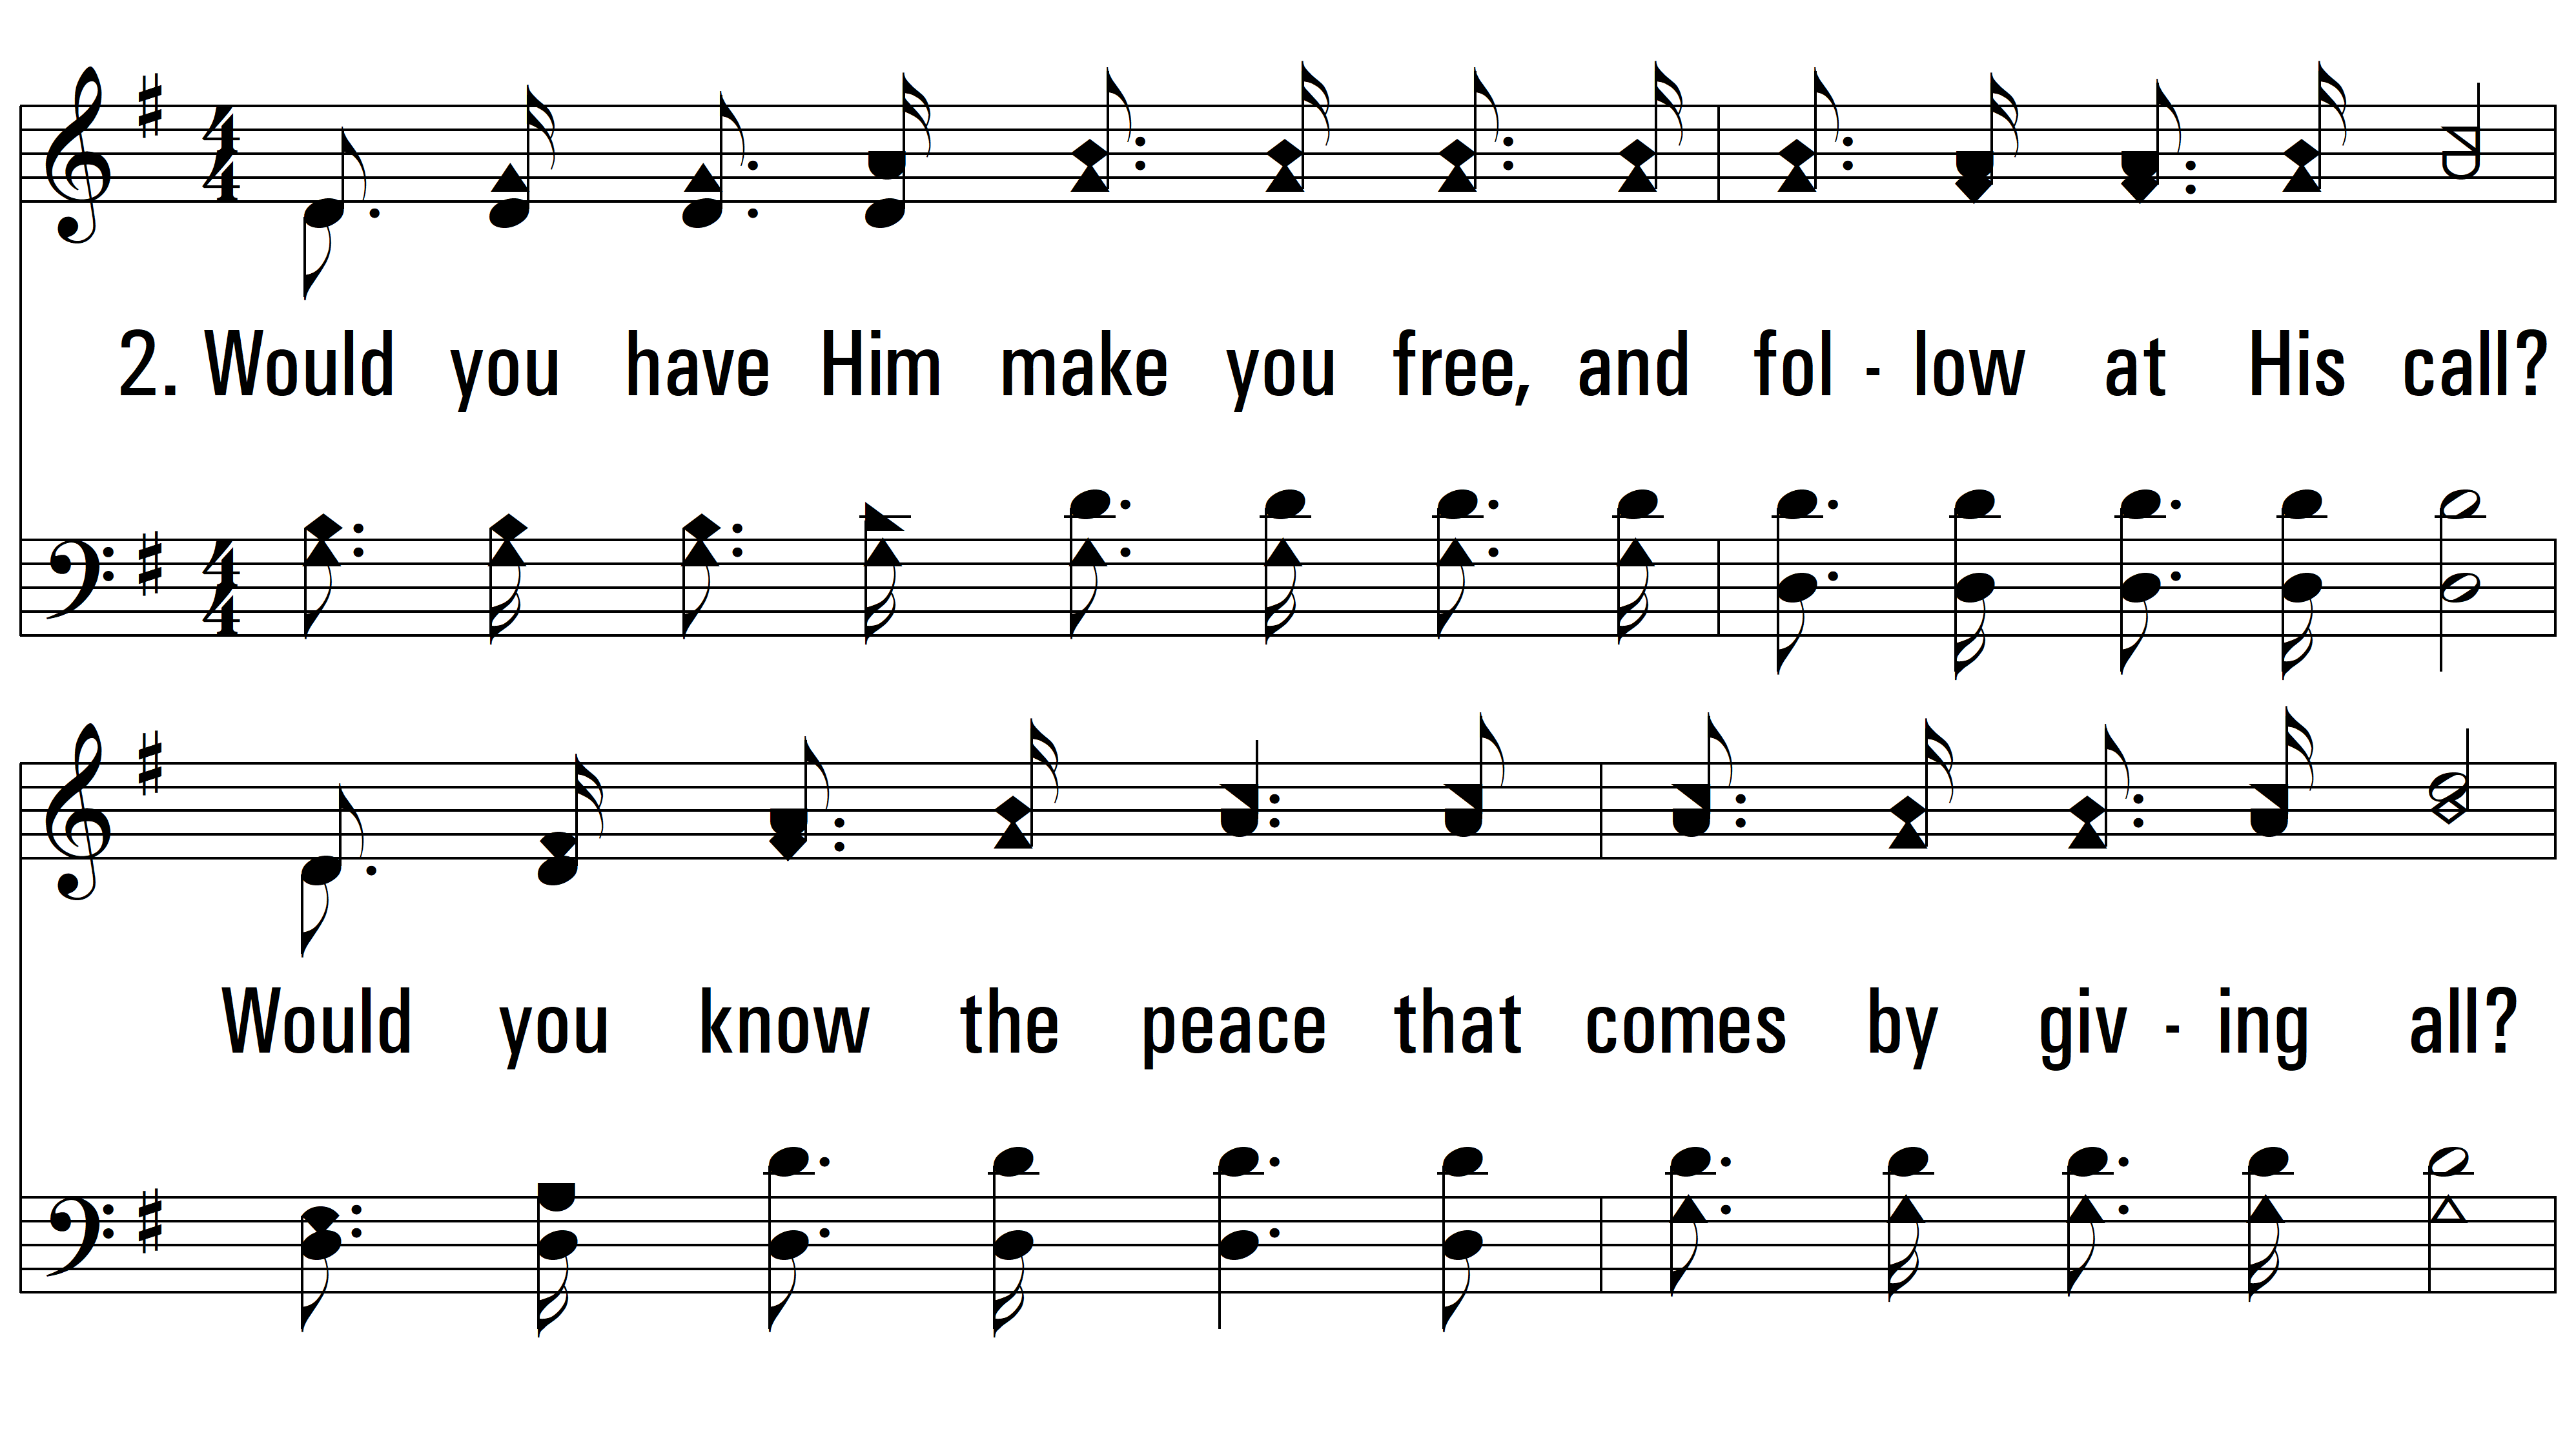 2. Would you have Him make you free, and fol - low at His call?
Would you know the peace that comes by giv - ing all?